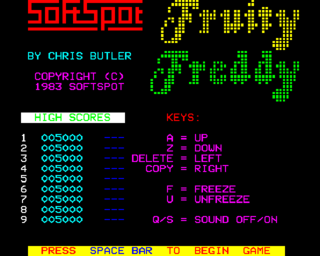 SoftSpot
Fruity
Freddy
BY CHRIS BUTLER
COPYRIGHT (C)
1983 SOFTSPOT
HIGH SCORES
1 005000 ---
2 005000 ---
3 005000 ---
4 005000 ---
5 005000 ---
6 005000 ---
7 005000 ---
8 005000 ---
9 005000 ---
KEYS:
A = UP
Z = DOWN
DELETE = LEFT
COPY = RIGHT
F = FREEZE
U = UNFREEZE
Q/S = SOUND OFF/ON
PRESS SPACE BAR TO BEGIN GAME